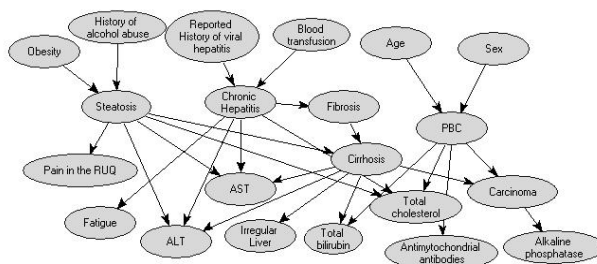 History of
alcohol abuse
Reported
History of viral
hepatitis
Blood
transfusion
Obesity
Age
Sex
Steatosis
Chronic
Hepatitis
Fibrosis
PBC
Pain in the RUQ
AST
Cirrhosis
Carcinoma
Fatigue
ALT
Irregular
Liver
Total
bilirubin
Total
cholesterol
Antimytochondrial
antibodies
Alkaline
phosphatase